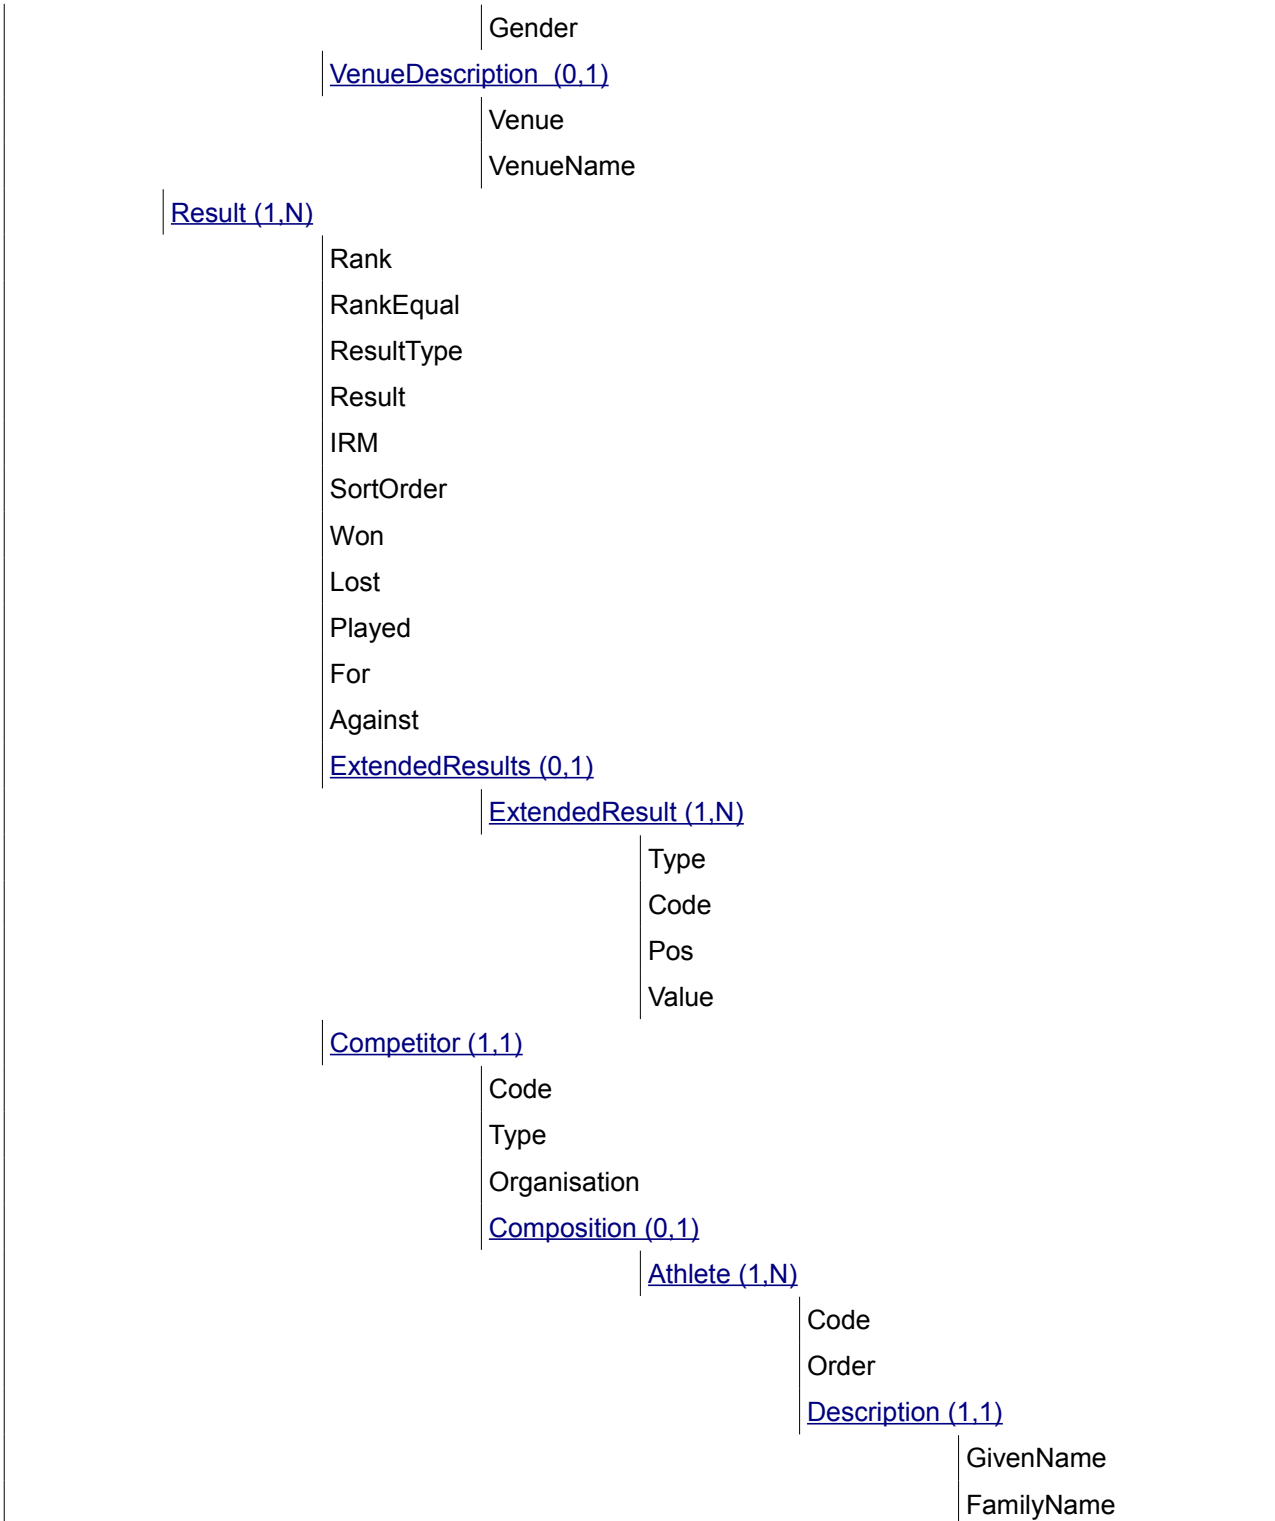 Gender
VenueDescription  (0,1)
Venue
VenueName
Result (1,N)
Rank
RankEqual
ResultType
Result
IRM
SortOrder
Won
Lost
Played
For
Against
ExtendedResults (0,1)
ExtendedResult (1,N)
Type
Code
Pos
Value
Competitor (1,1)
Code
Type
Organisation
Composition (0,1)
Athlete (1,N)
Code
Order
Description (1,1)
GivenName
FamilyName